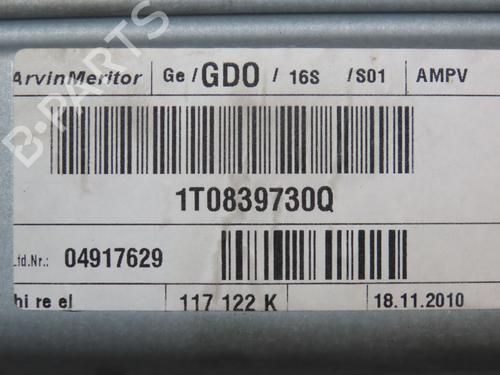 B-PARTS
ArvinMeritor Ge / GDO / 16S /S01 AMPV
1T0839730Q
Lfd.Nr.: 04917629
hi re el 117 122 K 18.11.2010